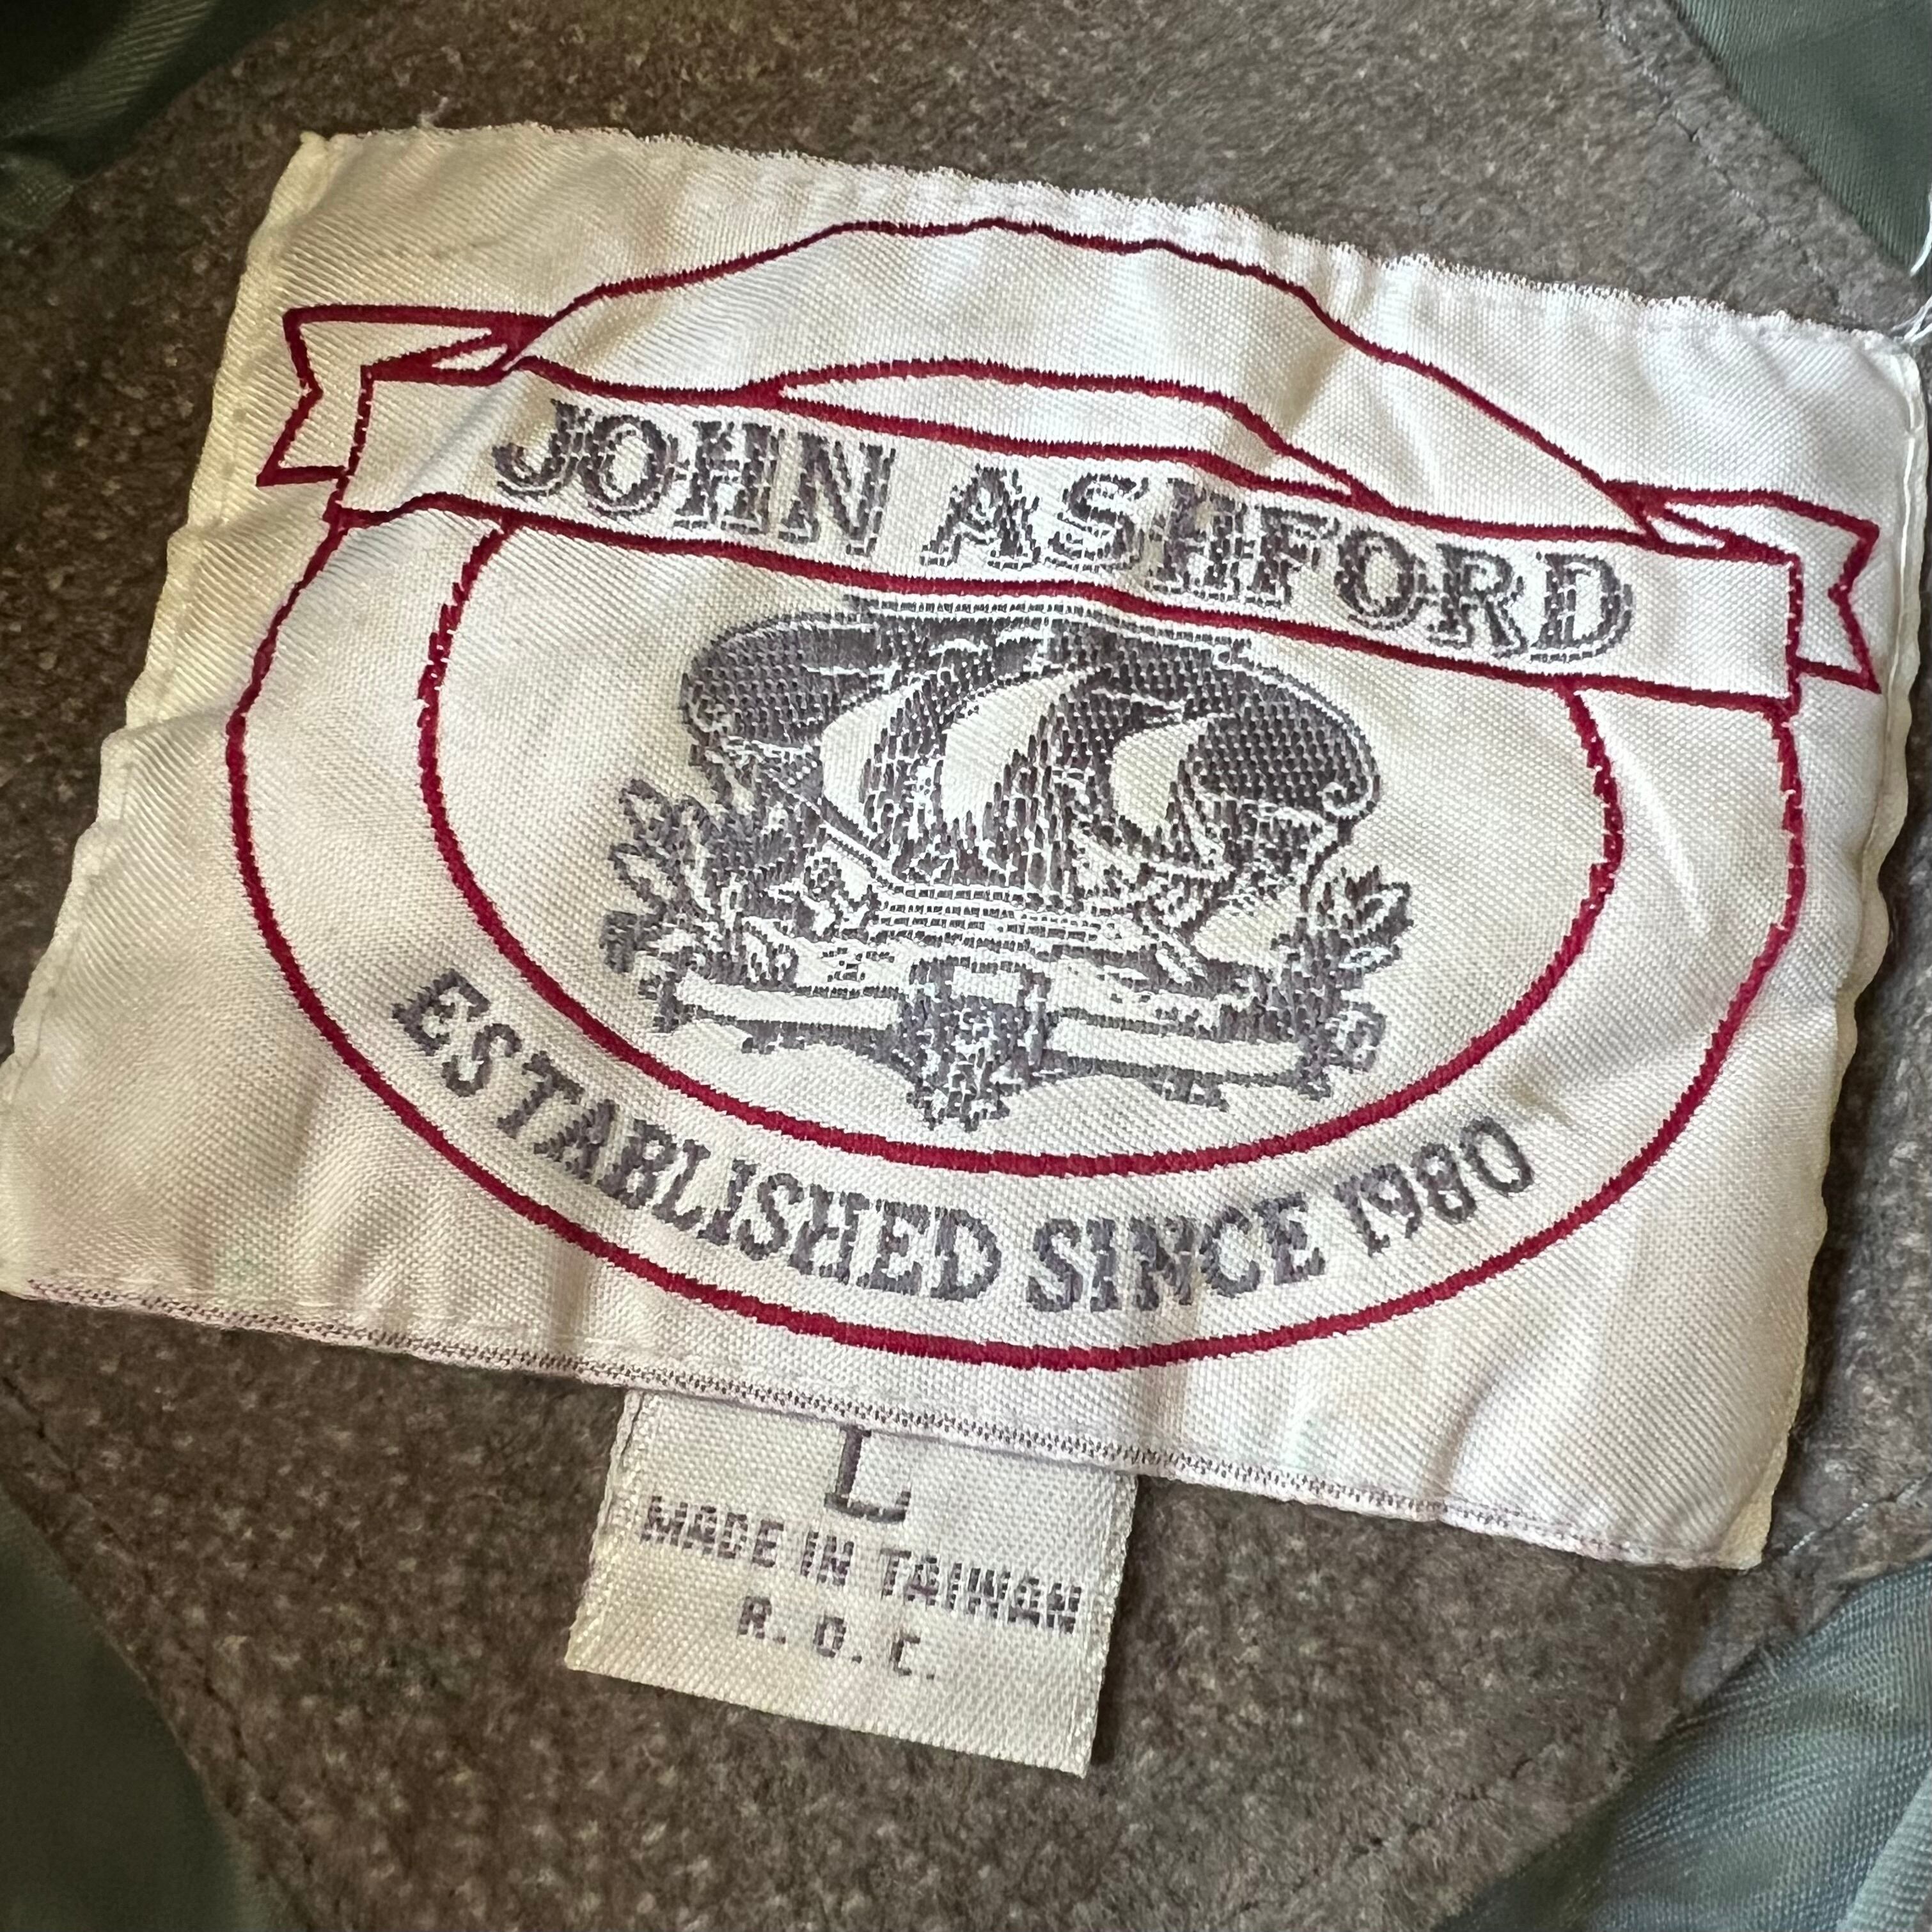 JOHN ASHFORD
ESTABLISHED SINCE 1980
L
MADE IN TAIWAN
R.O.C.